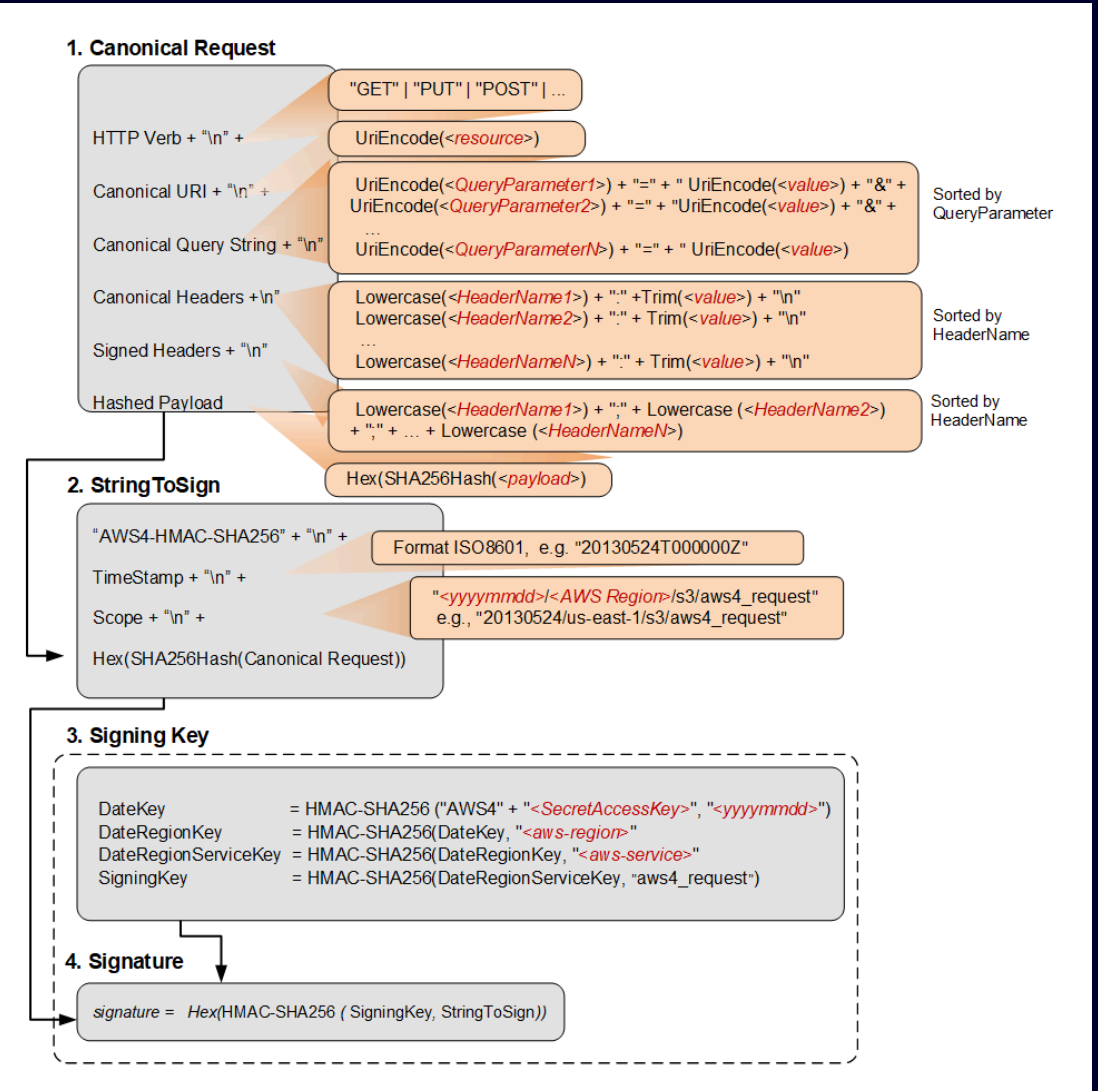 1. Canonical Request
"GET" | "PUT" | "POST" | ...
HTTP Verb + “\n” +
UriEncode(<resource>)
Canonical URI + “\n” +
UriEncode(<QueryParameter1>) + "=" + " UriEncode(<value>) + "&" +
UriEncode(<QueryParameter2>) + "=" + "UriEncode(<value>) + "&" +
...
UriEncode(<QueryParameterN>) + "=" + " UriEncode(<value>)
Sorted by
QueryParameter
Canonical Query String + “\n”
Canonical Headers +\n”
Lowercase(<HeaderName1>) + ":" +Trim(<value>) + "\n"
Lowercase(<HeaderName2>) + ":" + Trim(<value>) + "\n"
...
Lowercase(<HeaderNameN>) + ":" + Trim(<value>) + "\n"
Sorted by
HeaderName
Signed Headers + “\n”
Lowercase(<HeaderName1>) + ";" + Lowercase (<HeaderName2>)
+ ";" + ... + Lowercase (<HeaderNameN>)
Sorted by
HeaderName
Hashed Payload
Hex(SHA256Hash(<payload>)
2. StringToSign
“AWS4-HMAC-SHA256” + “\n” +
Format ISO8601, e.g. "20130524T000000Z"
TimeStamp + “\n” +
"<yyyymmdd>/<AWS Region>/s3/aws4_request"
e.g., "20130524/us-east-1/s3/aws4_request"
Scope + “\n” +
Hex(SHA256Hash(Canonical Request))
3. Signing Key
DateKey = HMAC-SHA256 ("AWS4" + "<SecretAccessKey>", "<yyyymmdd>")
DateRegionKey = HMAC-SHA256(DateKey, "<aws-region>"
DateRegionServiceKey = HMAC-SHA256(DateRegionKey, "<aws-service>"
SigningKey = HMAC-SHA256(DateRegionServiceKey, "aws4_request")
4. Signature
signature = Hex(HMAC-SHA256 ( SigningKey, StringToSign))